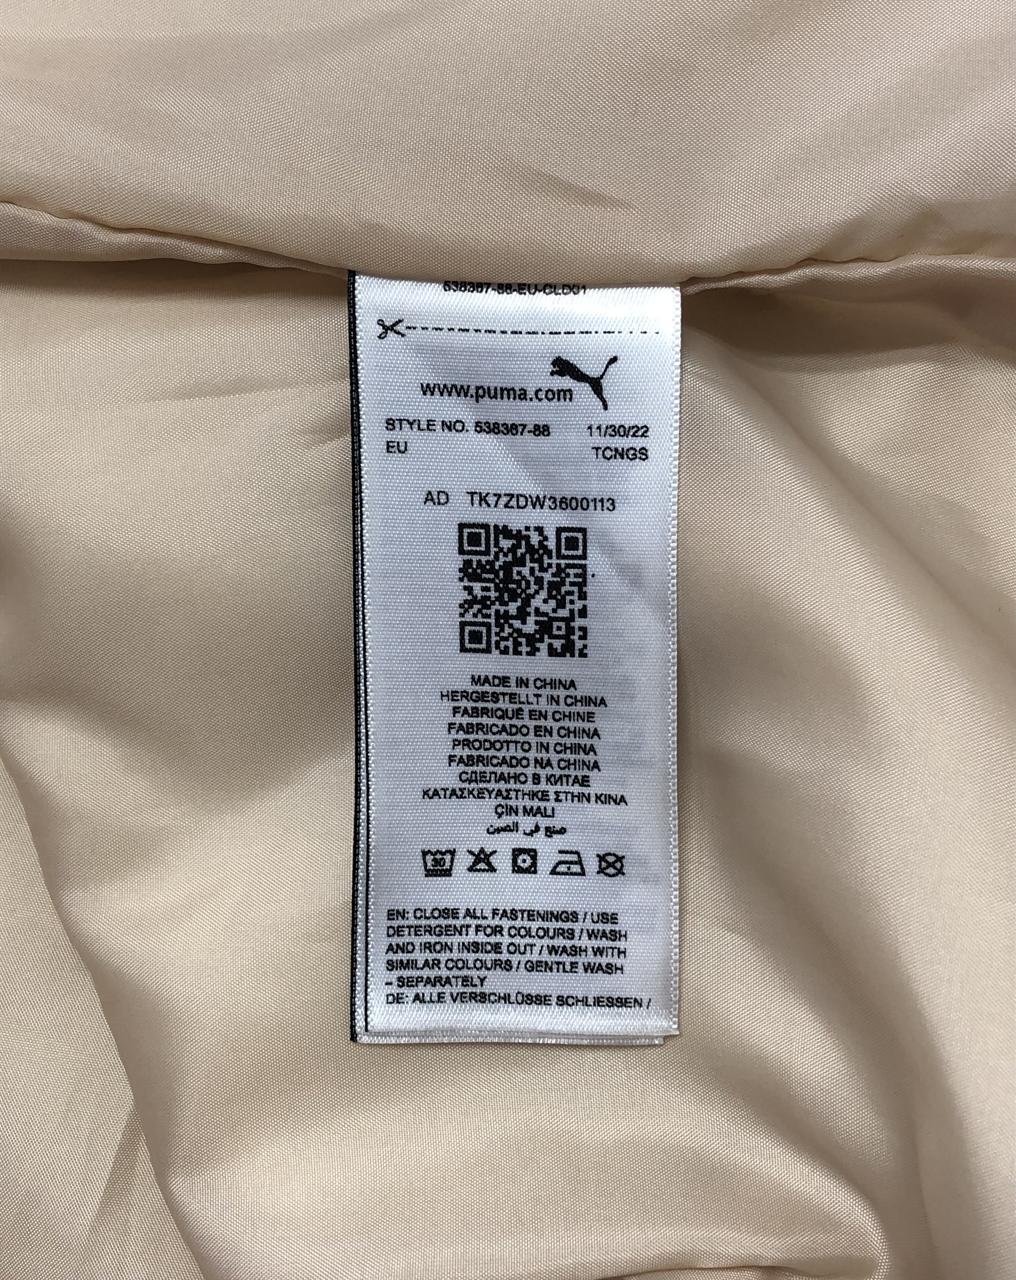 538387-88-EU-CLD01
www.puma.com
STYLE NO. 538387-88 11/30/22
EU TCNGS
AD TK7ZDW3600113
MADE IN CHINA
HERGESTELLT IN CHINA
FABRIQUÉ EN CHINE
FABRICADO EN CHINA
PRODOTTO IN CHINA
FABRICADO NA CHINA
СДЕЛАНО В КИТАЕ
ΚΑΤΑΣΚΕΥΑΣΤΗΚΕ ΣΤΗΝ ΚΙΝΑ
ÇİN MALI
صنع في الصين
30
EN: CLOSE ALL FASTENINGS / USE
DETERGENT FOR COLOURS / WASH
AND IRON INSIDE OUT / WASH WITH
SIMILAR COLOURS / GENTLE WASH
– SEPARATELY
DE: ALLE VERSCHLÜSSE SCHLIESSEN /